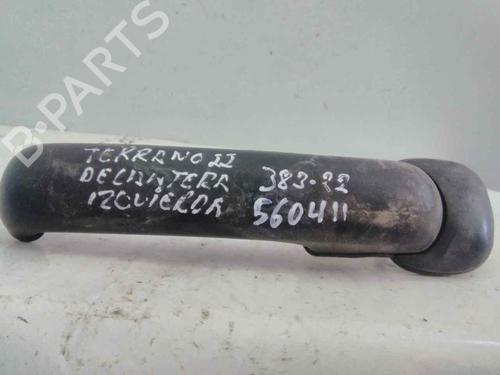 B-PARTS
TERRANO II
DELANTERA 383-22
IZQUIERDA 560411